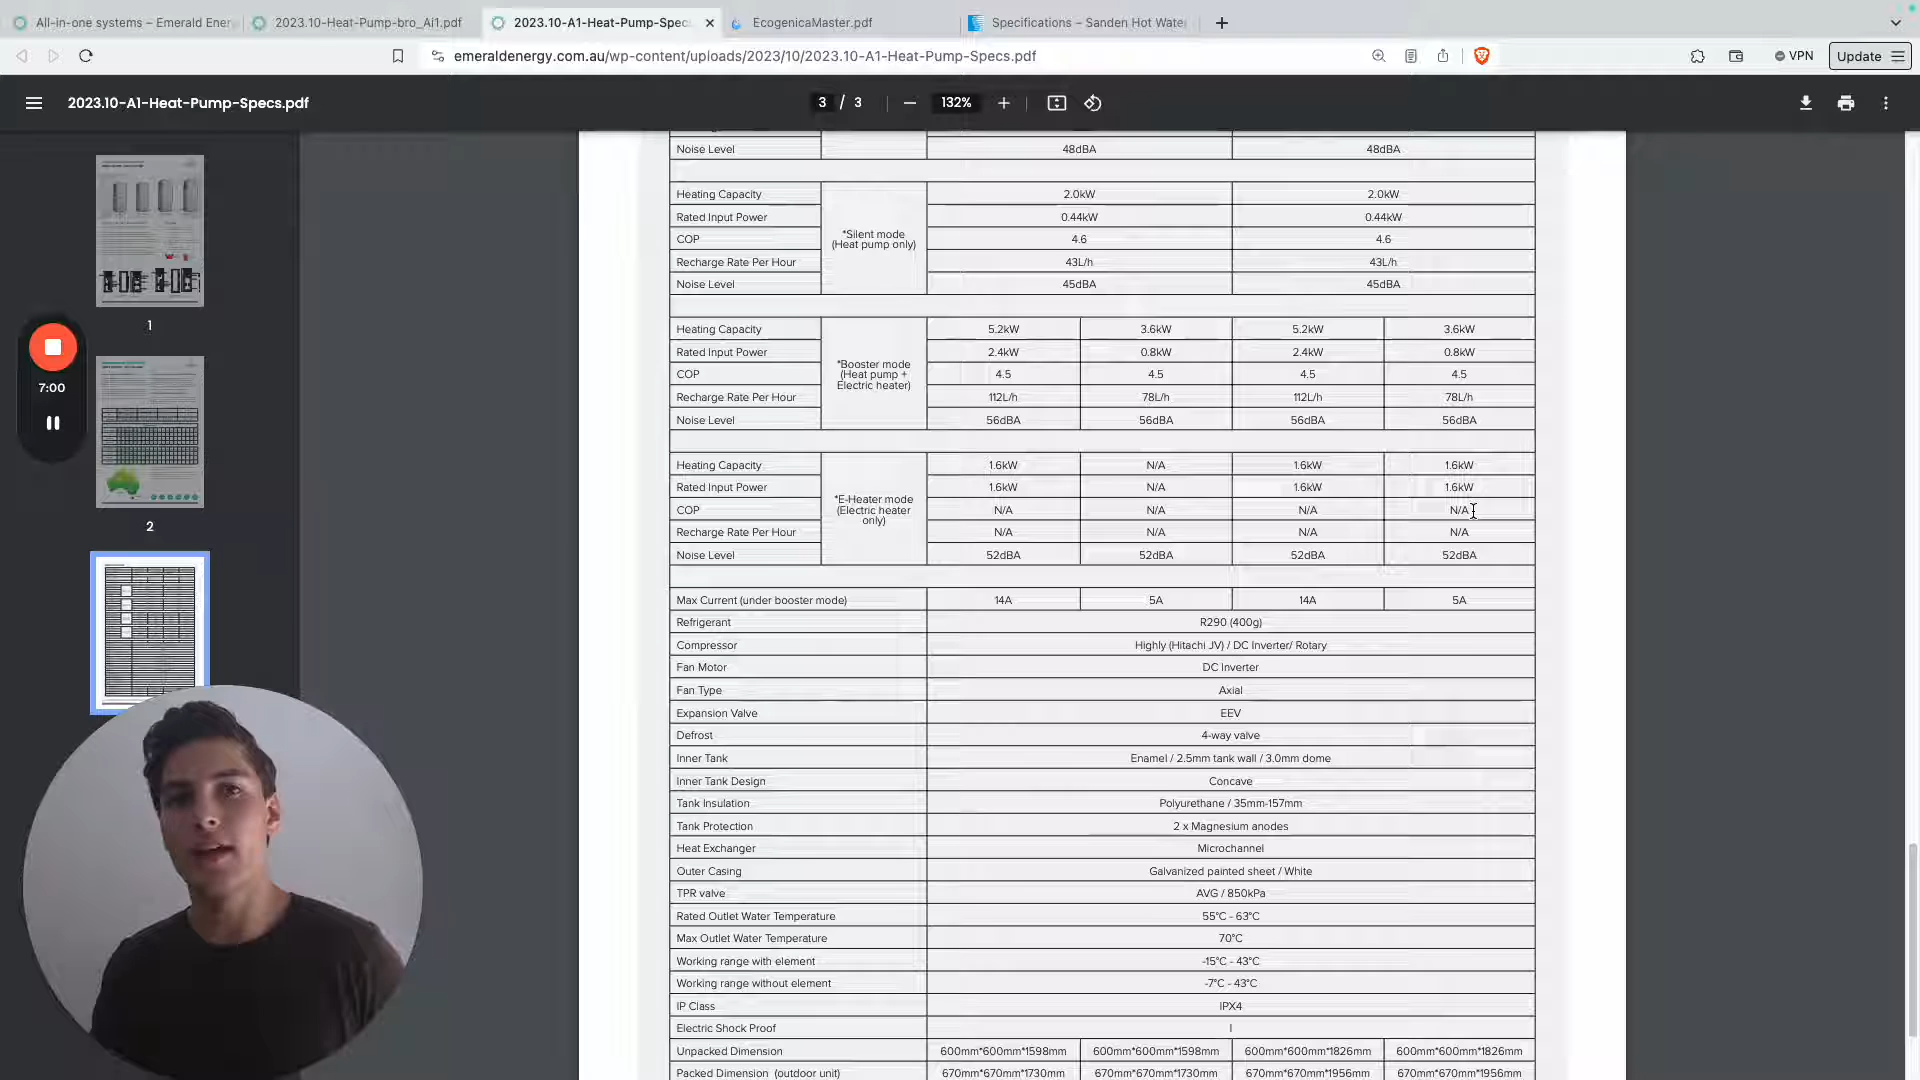 All-in-one systems – Emerald Ener
2023.10-Heat-Pump-bro_Ai1.pdf
2023.10-A1-Heat-Pump-Spec
EcogenicaMaster.pdf
Specifications – Sanden Hot Wate
emeraldenergy.com.au/wp-content/uploads/2023/10/2023.10-A1-Heat-Pump-Specs.pdf
VPN
Update
2023.10-A1-Heat-Pump-Specs.pdf
3 / 3
132%
1
2
7:00
Noise Level 48dBA 48dBA
Heating Capacity 2.0kW 2.0kW
Rated Input Power 0.44kW 0.44kW
*Silent mode
(Heat pump only)
COP 4.6 4.6
Recharge Rate Per Hour 43L/h 43L/h
Noise Level 45dBA 45dBA
Heating Capacity 5.2kW 3.6kW 5.2kW 3.6kW
Rated Input Power 2.4kW 0.8kW 2.4kW 0.8kW
*Booster mode
(Heat pump +
Electric heater)
COP 4.5 4.5 4.5 4.5
Recharge Rate Per Hour 112L/h 78L/h 112L/h 78L/h
Noise Level 56dBA 56dBA 56dBA 56dBA
Heating Capacity 1.6kW N/A 1.6kW 1.6kW
Rated Input Power 1.6kW N/A 1.6kW 1.6kW
*E-Heater mode
(Electric heater
only)
COP N/A N/A N/A N/A
Recharge Rate Per Hour N/A N/A N/A N/A
Noise Level 52dBA 52dBA 52dBA 52dBA
Max Current (under booster mode) 14A 5A 14A 5A
Refrigerant R290 (400g)
Compressor Highly (Hitachi JV) / DC Inverter/ Rotary
Fan Motor DC Inverter
Fan Type Axial
Expansion Valve EEV
Defrost 4-way valve
Inner Tank Enamel / 2.5mm tank wall / 3.0mm dome
Inner Tank Design Concave
Tank Insulation Polyurethane / 35mm-157mm
Tank Protection 2 x Magnesium anodes
Heat Exchanger Microchannel
Outer Casing Galvanized painted sheet / White
TPR valve AVG / 850kPa
Rated Outlet Water Temperature 55°C - 63°C
Max Outlet Water Temperature 70°C
Working range with element -15°C - 43°C
Working range without element -7°C - 43°C
IP Class IPX4
Electric Shock Proof I
Unpacked Dimension 600mm*600mm*1598mm 600mm*600mm*1598mm 600mm*600mm*1826mm 600mm*600mm*1826mm
Packed Dimension (outdoor unit) 670mm*670mm*1730mm 670mm*670mm*1730mm 670mm*670mm*1956mm 670mm*670mm*1956mm